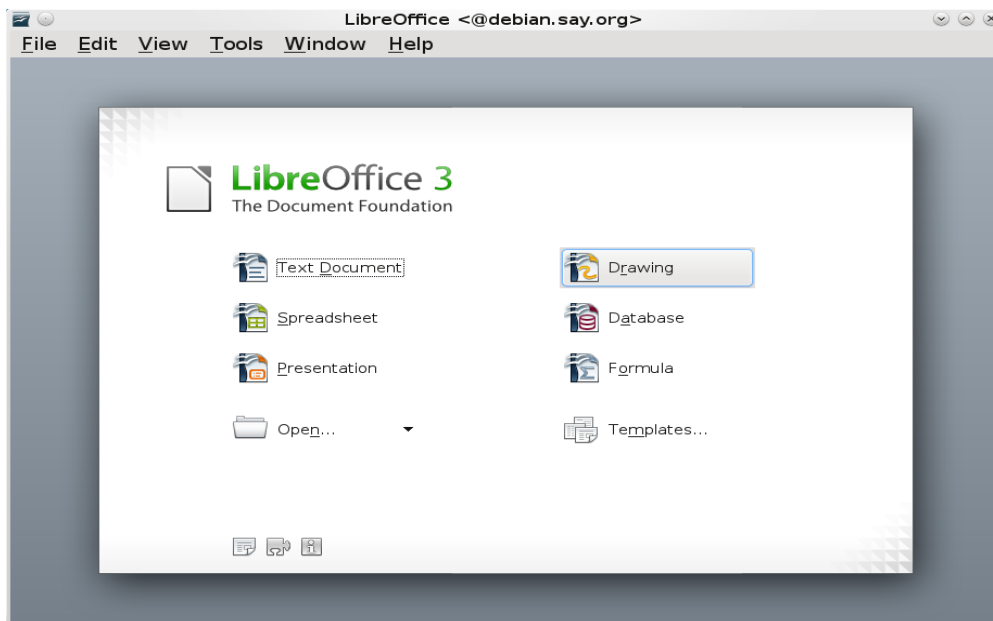 LibreOffice <@debian.say.org>
File Edit View Tools Window Help
LibreOffice 3
The Document Foundation
Text Document
Drawing
Spreadsheet
Database
Presentation
Formula
Open...
Templates...